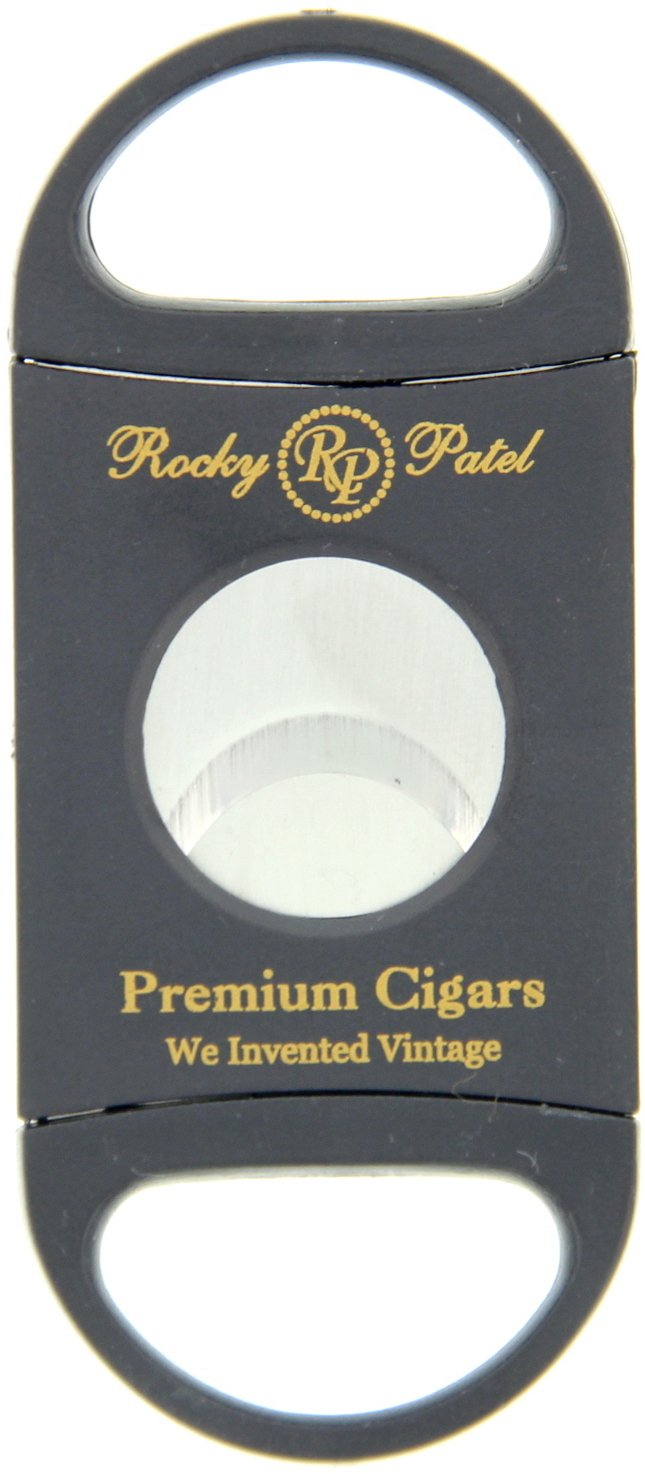 Rocky RP Patel
Premium Cigars
We Invented Vintage